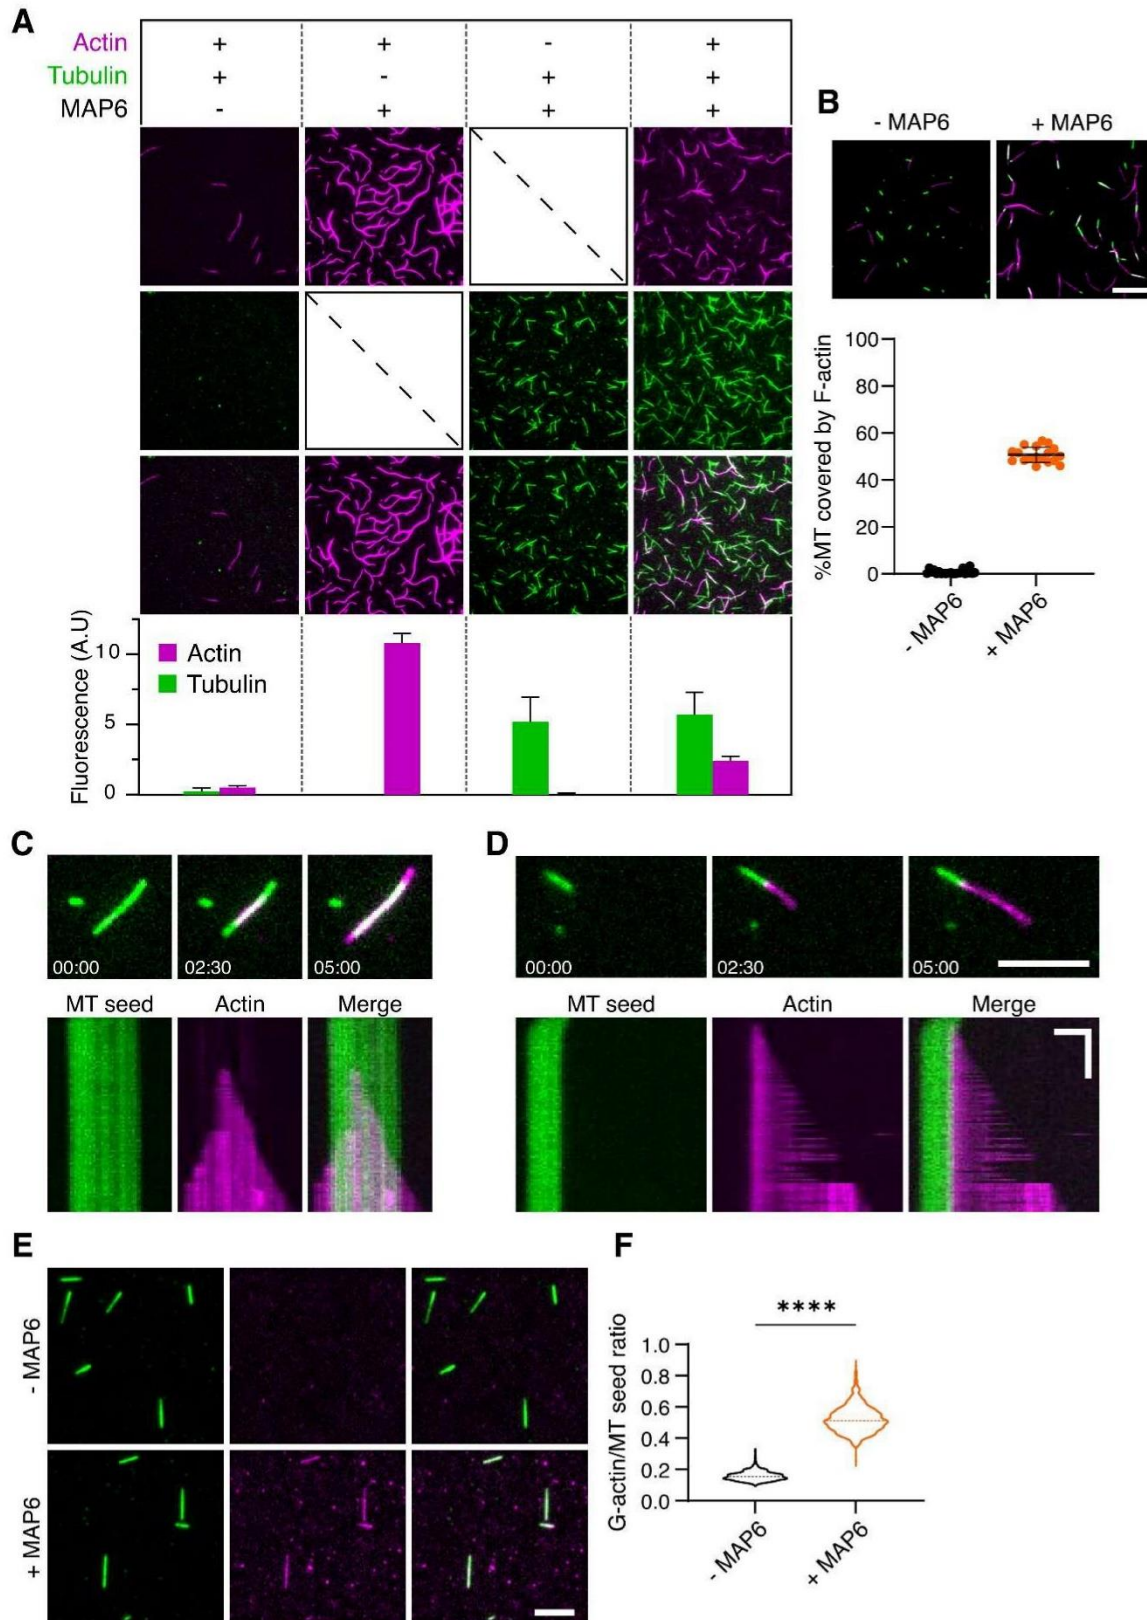 A
Actin + + - +
Tubulin + - + +
MAP6 - + + +
Fluorescence (A.U)
10
5
0
Actin
Tubulin
B
- MAP6 + MAP6
%MT covered by F-actin
100
80
60
40
20
0
- MAP6
+ MAP6
C
00:00 02:30 05:00
MT seed Actin Merge
D
00:00 02:30 05:00
MT seed Actin Merge
E
- MAP6
+ MAP6
F
****
G-actin/MT seed ratio
1.0
0.8
0.6
0.4
0.2
0.0
- MAP6
+ MAP6